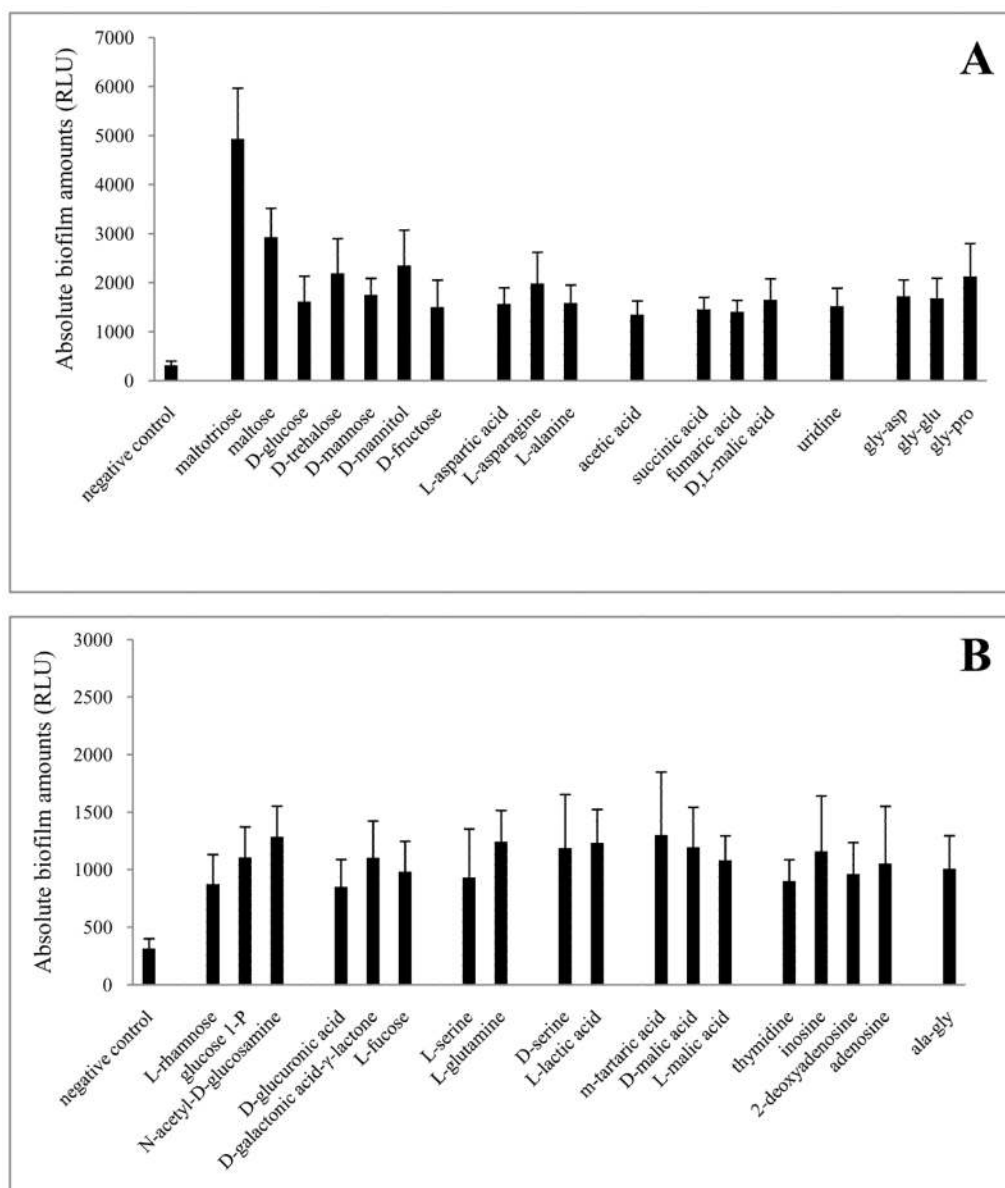 A
Absolute biofilm amounts (RLU)
7000
6000
5000
4000
3000
2000
1000
0
negative control
maltotriose
maltose
D-glucose
D-trehalose
D-mannose
D-mannitol
D-fructose
L-aspartic acid
L-asparagine
L-alanine
acetic acid
succinic acid
fumaric acid
D,L-malic acid
uridine
gly-asp
gly-glu
gly-pro
B
Absolute biofilm amounts (RLU)
3000
2500
2000
1500
1000
500
0
negative control
L-rhamnose
glucose 1-P
N-acetyl-D-glucosamine
D-glucuronic acid
D-galactonic acid-γ-lactone
L-fucose
L-serine
L-glutamine
D-serine
L-lactic acid
m-tartaric acid
D-malic acid
L-malic acid
thymidine
inosine
2-deoxyadenosine
adenosine
ala-gly